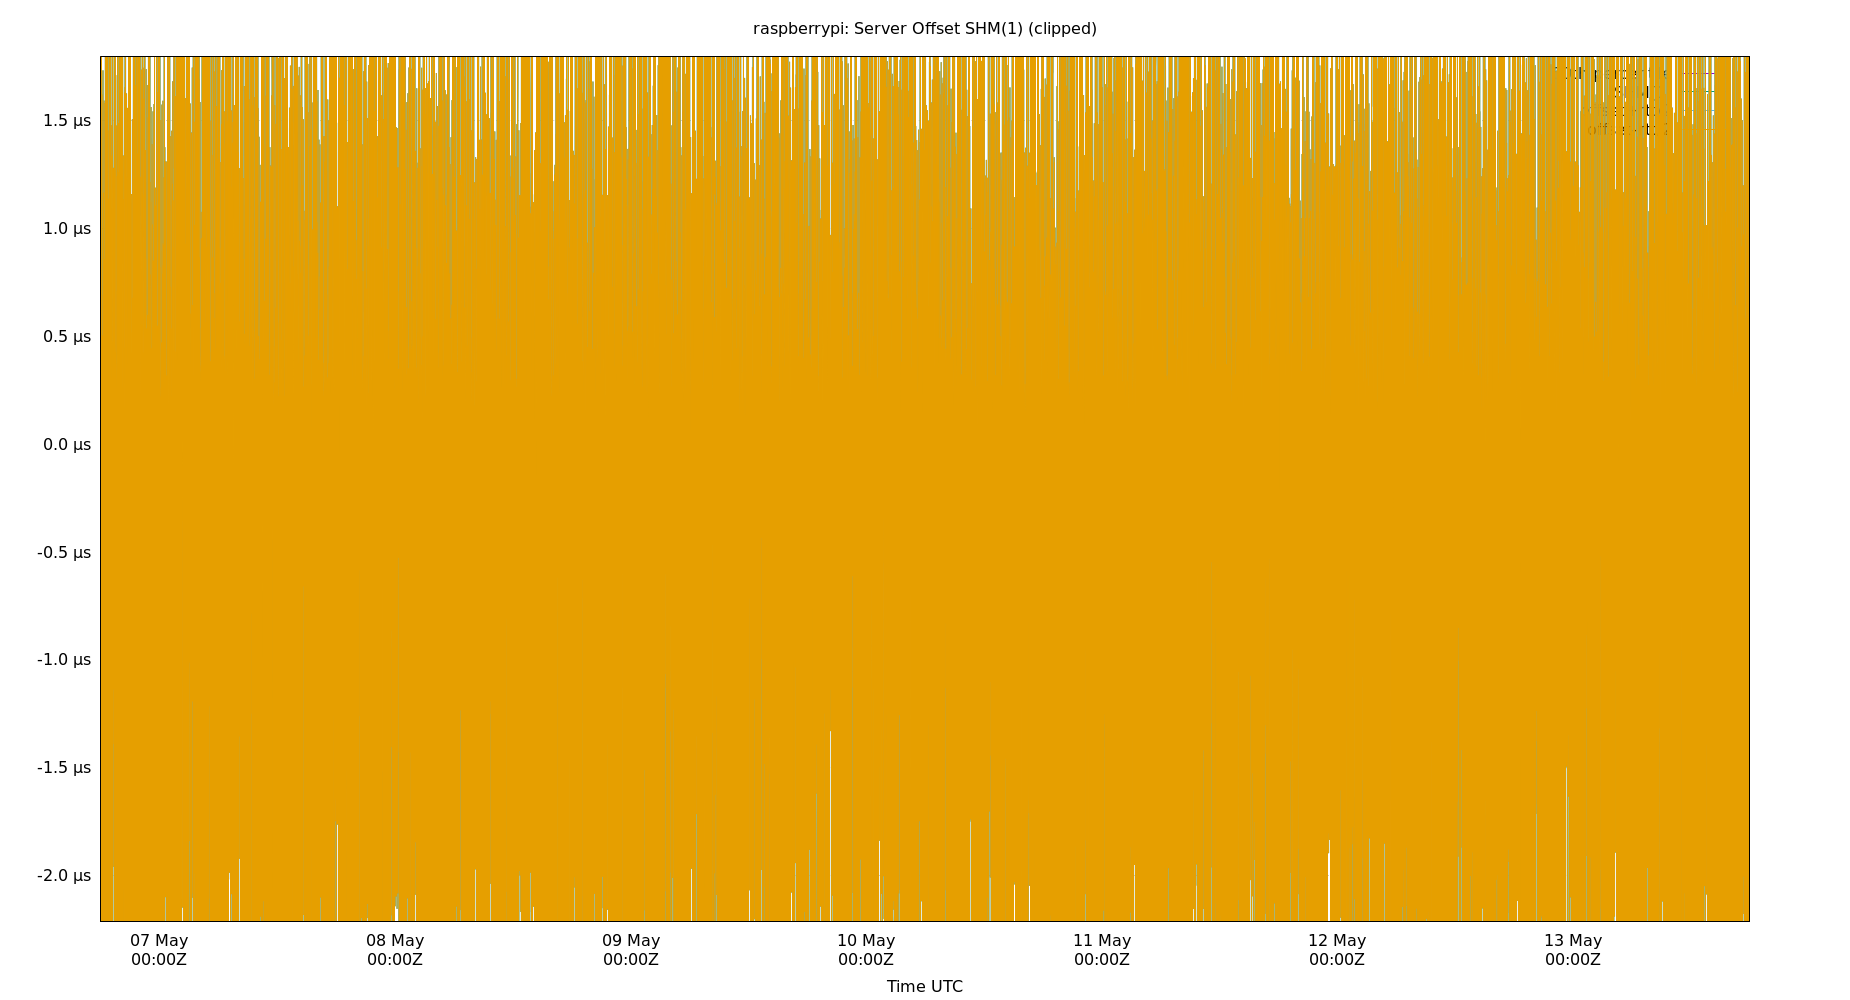 raspberrypi: Server Offset SHM(1) (clipped)
1.5 µs
1.0 µs
0.5 µs
0.0 µs
-0.5 µs
-1.0 µs
-1.5 µs
-2.0 µs
07 May 08 May 09 May 10 May 11 May 12 May 13 May
00:00Z 00:00Z 00:00Z 00:00Z 00:00Z 00:00Z 00:00Z
Time UTC